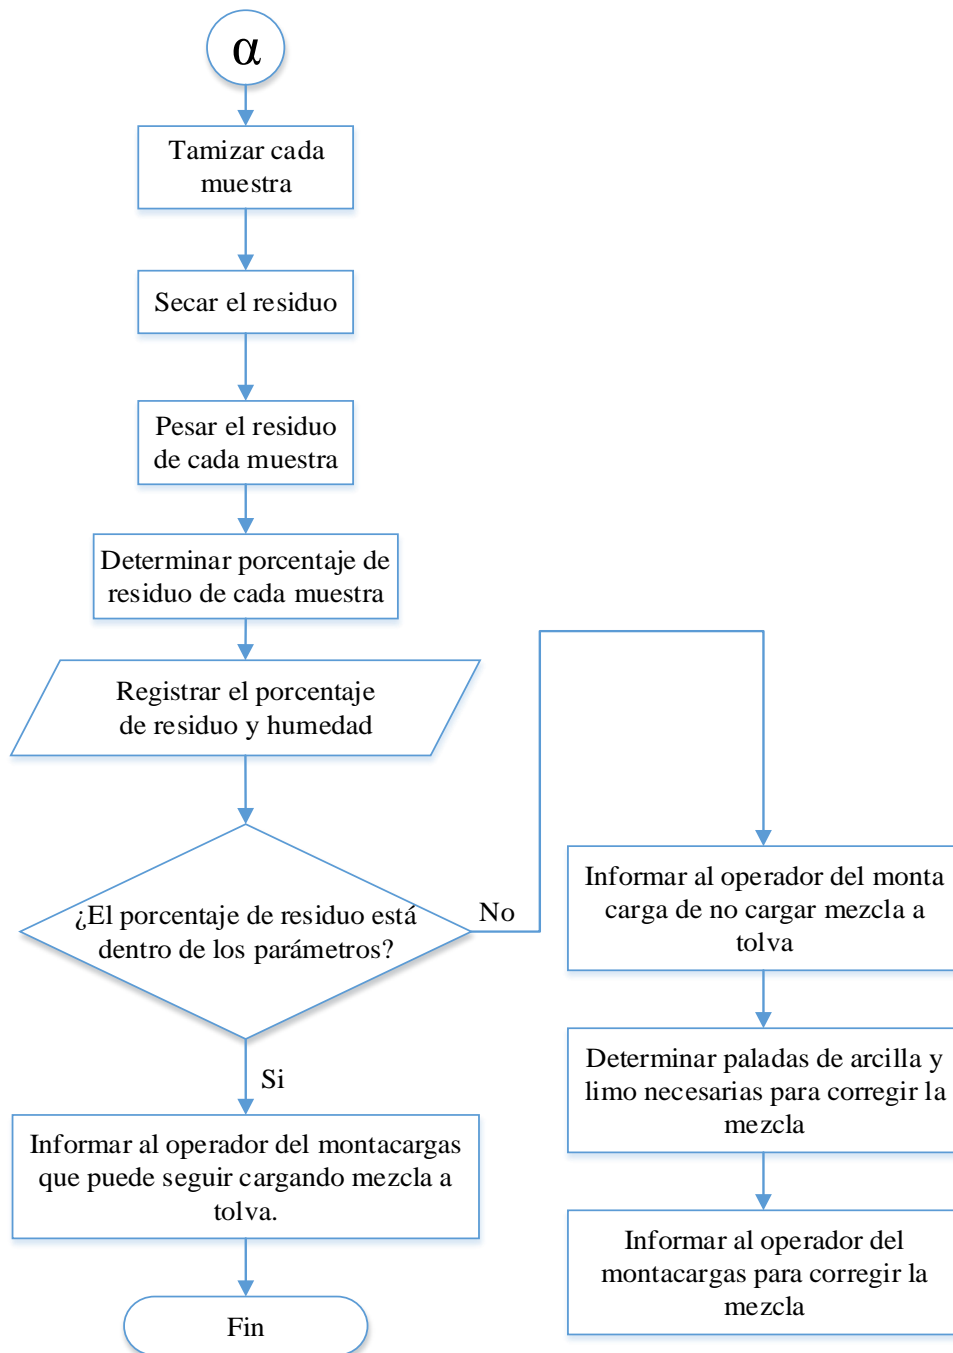 α
Tamizar cada
muestra
Secar el residuo
Pesar el residuo
de cada muestra
Determinar porcentaje de
residuo de cada muestra
Registrar el porcentaje
de residuo y humedad
¿El porcentaje de residuo está
dentro de los parámetros?
No
Si
Informar al operador del montacargas
que puede seguir cargando mezcla a
tolva.
Fin
Informar al operador del monta
carga de no cargar mezcla a
tolva
Determinar paladas de arcilla y
limo necesarias para corregir la
mezcla
Informar al operador del
montacargas para corregir la
mezcla